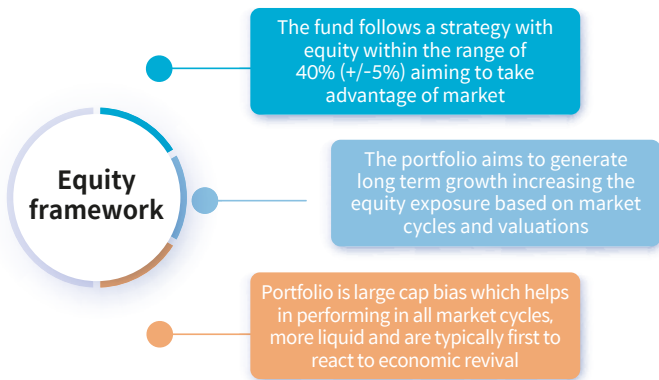 The fund follows a strategy with
equity within the range of
40% (+/-5%) aiming to take
advantage of market
Equity
framework
The portfolio aims to generate
long term growth increasing the
equity exposure based on market
cycles and valuations
Portfolio is large cap bias which helps
in performing in all market cycles,
more liquid and are typically first to
react to economic revival